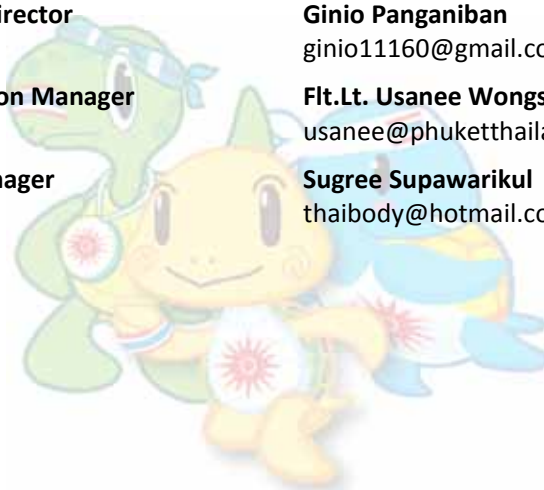 irector Ginio Panganiban
ginio11160@gmail.co
on Manager Flt.Lt. Usanee Wongs
usanee@phuketthaila
nager Sugree Supawarikul
thaibody@hotmail.co